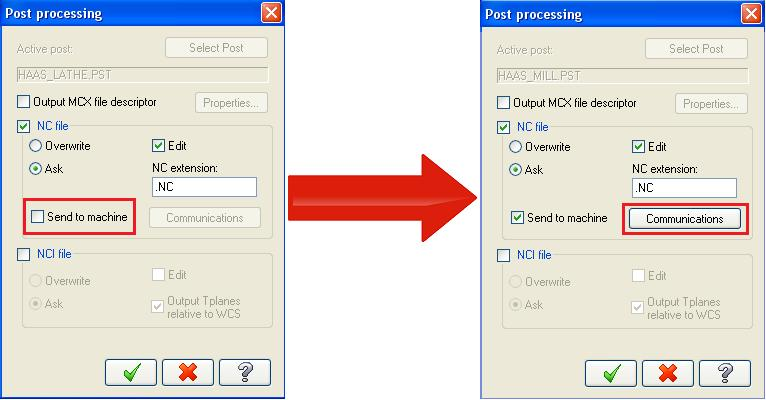 Post processing
Active post:
Select Post
HAAS_LATHE.PST
Output MCX file descriptor
Properties...
NC file
Overwrite
Edit
Ask
NC extension:
.NC
Send to machine
Communications
NCI file
Overwrite
Edit
Ask
Output Tplanes
relative to WCS
Post processing
Active post:
Select Post
HAAS_MILL.PST
Output MCX file descriptor
Properties...
NC file
Overwrite
Edit
Ask
NC extension:
.NC
Send to machine
Communications
NCI file
Overwrite
Edit
Ask
Output Tplanes
relative to WCS